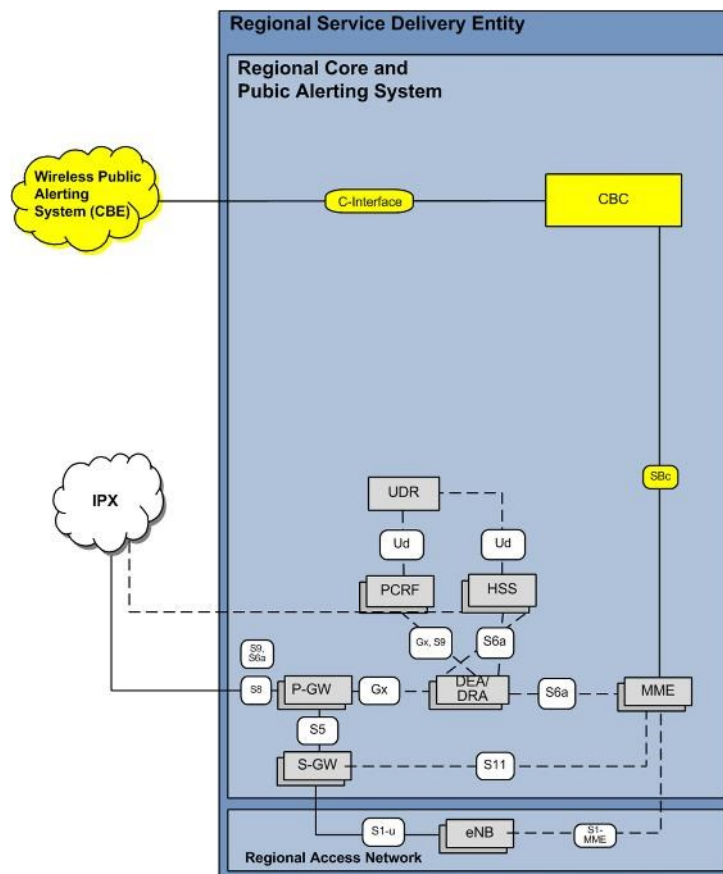 Regional Service Delivery Entity
Regional Core and
Pubic Alerting System
Wireless Public
Alerting
System (CBE)
C-Interface
CBC
SBc
IPX
UDR
Ud
Ud
PCRF
HSS
Gx, S9
S6a
S9,
S6a
S8
P-GW
Gx
DEA/
DRA
S6a
MME
S5
S-GW
S11
S1-u
eNB
S1-
MME
Regional Access Network